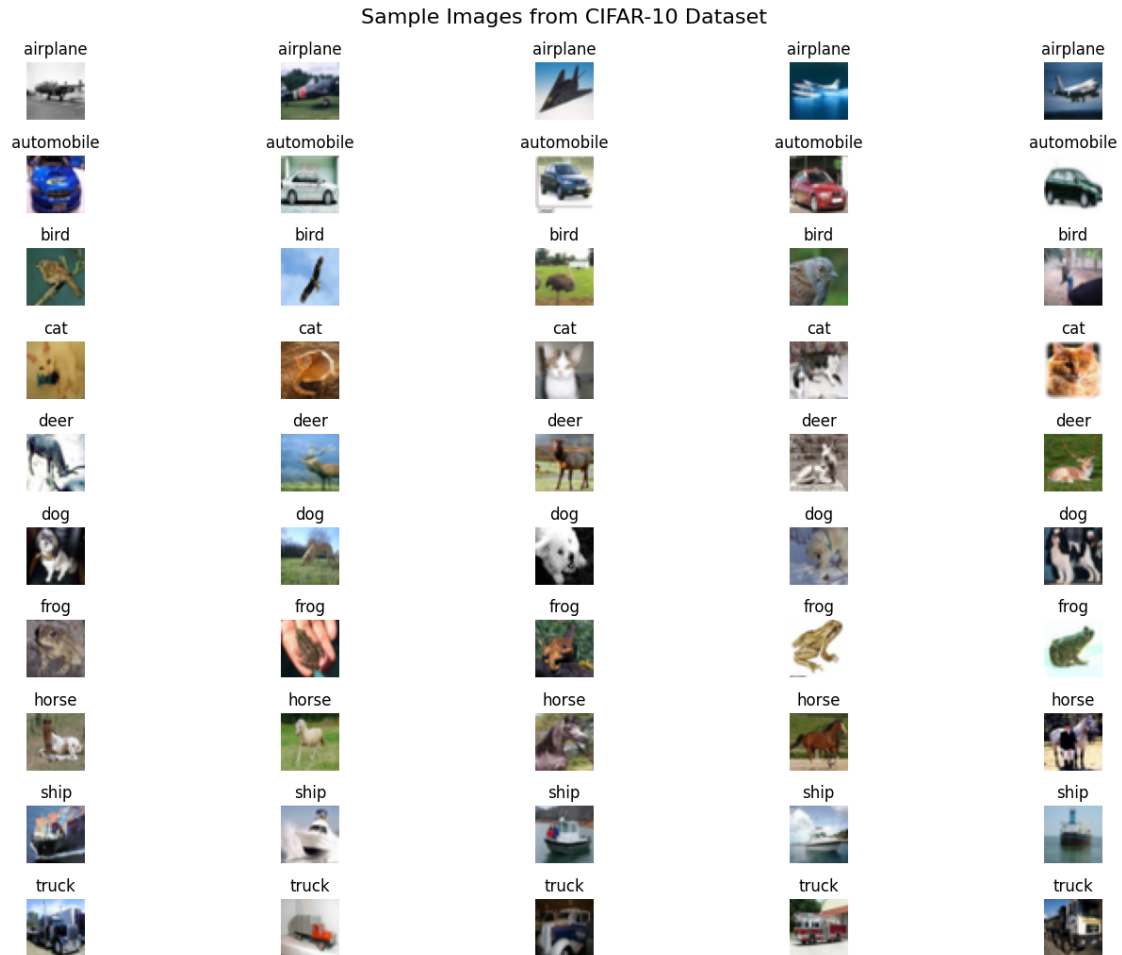 Sample Images from CIFAR-10 Dataset
airplane airplane airplane airplane airplane
automobile automobile automobile automobile automobile
bird bird bird bird bird
cat cat cat cat cat
deer deer deer deer deer
dog dog dog dog dog
frog frog frog frog frog
horse horse horse horse horse
ship ship ship ship ship
truck truck truck truck truck